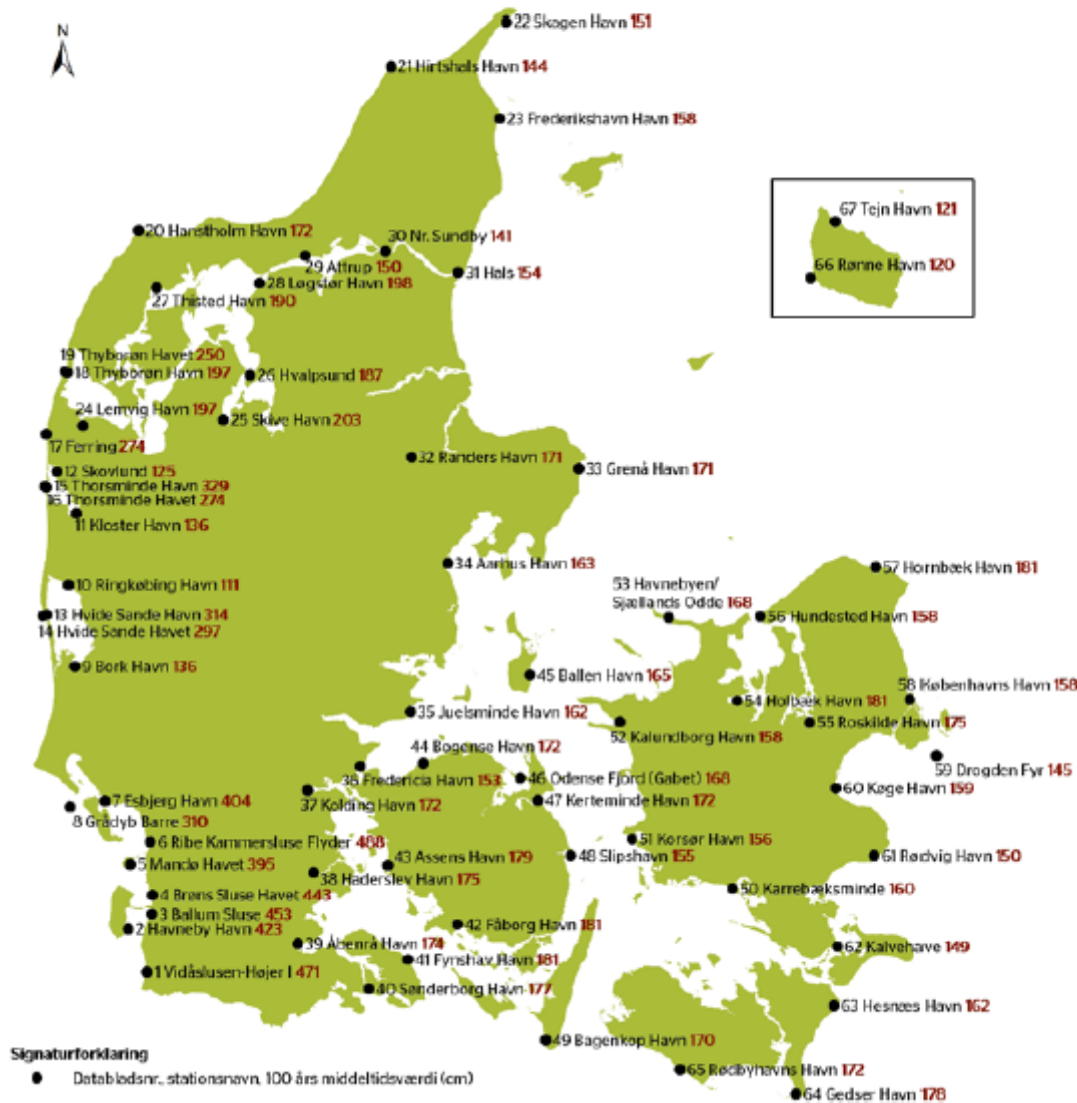 N
22 Skagen Havn 151
21 Hirtshals Havn 144
23 Frederikshavn Havn 158
67 Tejn Havn 121
66 Rønne Havn 120
20 Hanstholm Havn 172
30 Nr. Sundby 141
29 Attrup 150
31 Hals 154
28 Løgstør Havn 198
27 Thisted Havn 190
19 Thyborøn Havet 250
18 Thyborøn Havn 197
26 Hvalpsund 187
24 Lemvig Havn 197
25 Skive Havn 203
17 Ferring 274
32 Randers Havn 171
33 Grenå Havn 171
12 Skovlund 125
15 Thorsminde Havn 329
16 Thorsminde Havet 274
11 Kloster Havn 136
34 Aarhus Havn 163
57 Hornbæk Havn 181
10 Ringkøbing Havn 111
53 Havnebyen/
Sjællands Odde 168
56 Hundested Havn 158
13 Hvide Sande Havn 314
14 Hvide Sande Havet 297
9 Bork Havn 136
45 Ballen Havn 165
58 Københavns Havn 158
54 Holbæk Havn 181
35 Juelsminde Havn 162
55 Roskilde Havn 175
52 Kalundborg Havn 158
44 Bogense Havn 172
59 Drogden Fyr 145
36 Fredericia Havn 153
46 Odense Fjord (Gabet) 168
60 Køge Havn 159
37 Kolding Havn 172
47 Kerteminde Havn 172
7 Esbjerg Havn 404
8 Grådyb Barre 310
6 Ribe Kammersluse Flyder 488
51 Korsør Havn 156
43 Assens Havn 179
48 Slipshavn 155
61 Rødvig Havn 150
5 Mandø Havet 395
38 Haderslev Havn 175
50 Karrebæksminde 160
4 Brøns Sluse Havet 443
3 Ballum Sluse 453
2 Havneby Havn 423
42 Fåborg Havn 181
39 Åbenrå Havn 174
62 Kalvehave 149
41 Fynshav Havn 181
1 Vidåslusen-Højer I 471
40 Sønderborg Havn 177
63 Hesnæs Havn 162
49 Bagenkop Havn 170
Signaturforklaring
65 Rødbyhavns Havn 172
Databladsnr., stationsnavn, 100 års middeltidsværdi (cm)
64 Gedser Havn 178